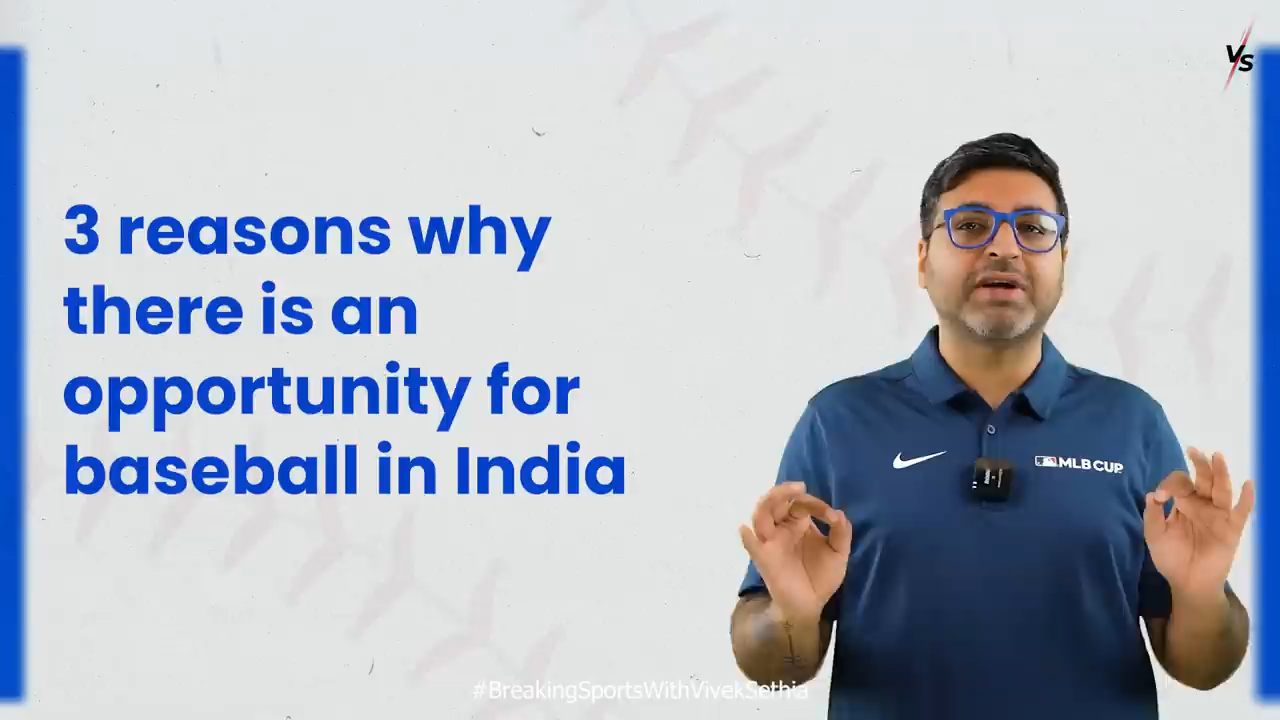 VS
3 reasons why
there is an
opportunity for
baseball in India
MLB CUP
#BreakingSportsWithVivekSethia